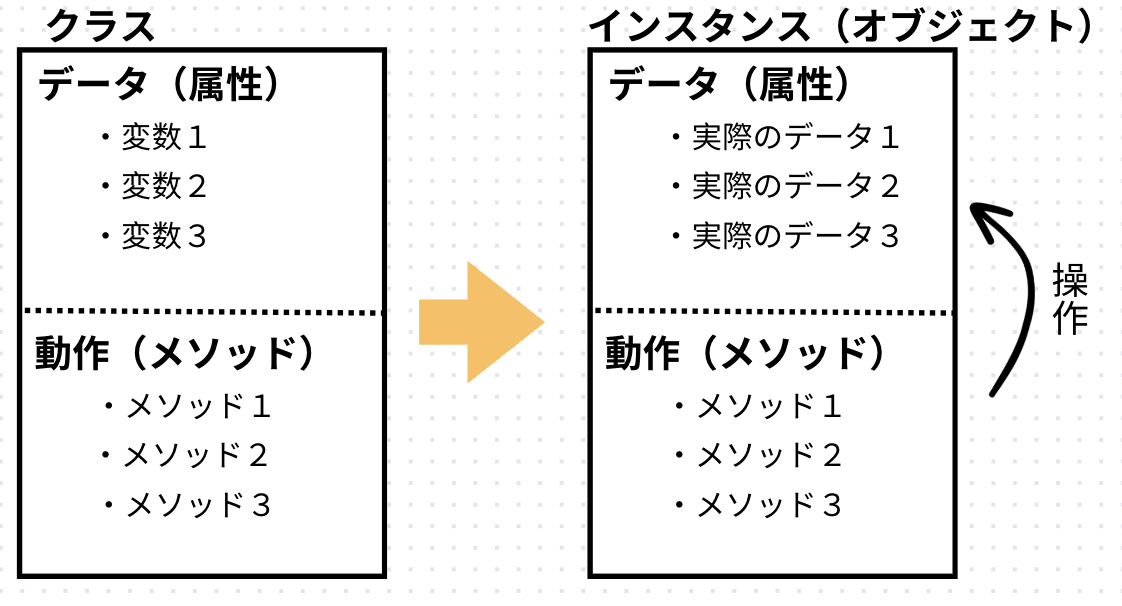 クラス
データ（属性）
・変数１
・変数２
・変数３
動作（メソッド）
・メソッド１
・メソッド２
・メソッド３
インスタンス（オブジェクト）
データ（属性）
・実際のデータ１
・実際のデータ２
・実際のデータ３
動作（メソッド）
・メソッド１
・メソッド２
・メソッド３
操作